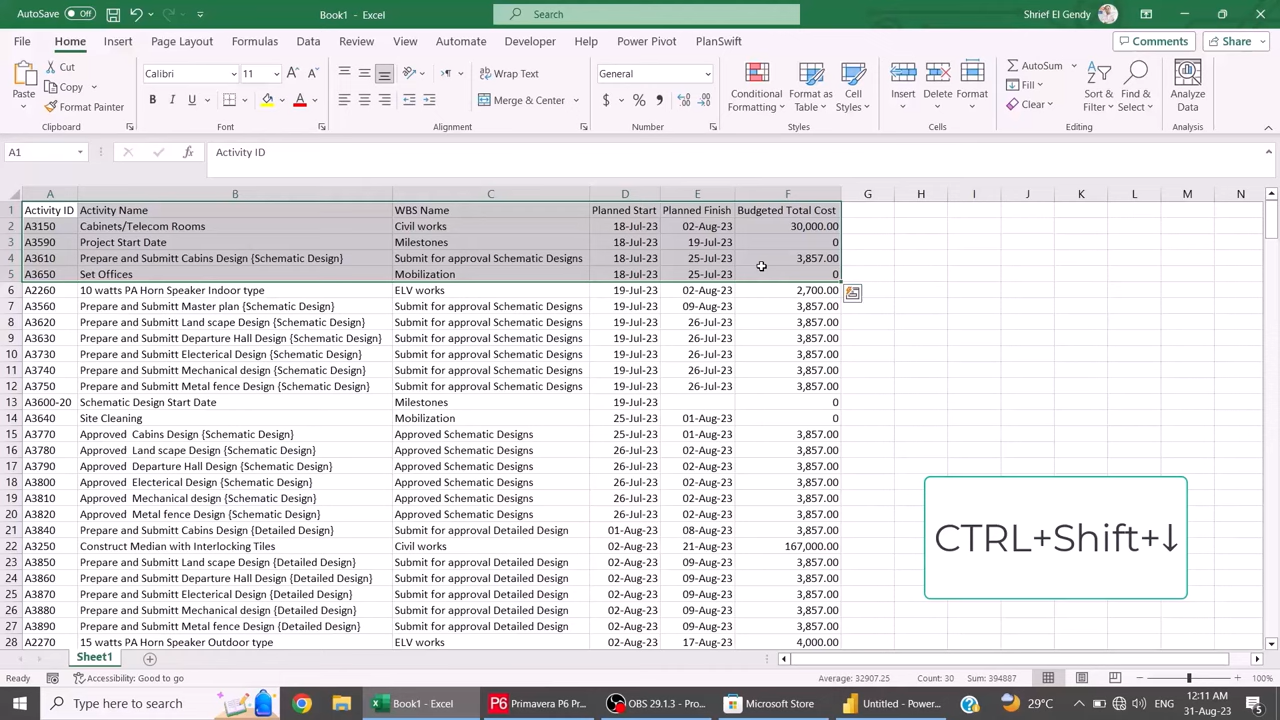 AutoSave Off Book1 - Excel Search Shrief El Gendy
File Home Insert Page Layout Formulas Data Review View Automate Developer Help Power Pivot PlanSwift Comments Share
Paste Cut Copy Format Painter Clipboard
Calibri 11 B I U A Font
Wrap Text Merge & Center Alignment
General $ % Number
Conditional Formatting Format as Table Cell Styles Styles
Insert Delete Format Cells
AutoSum Fill Clear Sort & Filter Find & Select Editing
Analyze Data Analysis
A1 fx Activity ID
A B C D E F G H I J K L M N
1 Activity ID Activity Name WBS Name Planned Start Planned Finish Budgeted Total Cost
2 A3150 Cabinets/Telecom Rooms Civil works 18-Jul-23 02-Aug-23 30,000.00
3 A3590 Project Start Date Milestones 18-Jul-23 19-Jul-23 0
4 A3610 Prepare and Submitt Cabins Design {Schematic Design} Submit for approval Schematic Designs 18-Jul-23 25-Jul-23 3,857.00
5 A3650 Set Offices Mobilization 18-Jul-23 25-Jul-23 0
6 A2260 10 watts PA Horn Speaker Indoor type ELV works 19-Jul-23 02-Aug-23 2,700.00
7 A3560 Prepare and Submitt Master plan {Schematic Design} Submit for approval Schematic Designs 19-Jul-23 09-Aug-23 3,857.00
8 A3620 Prepare and Submitt Land scape Design {Schematic Design} Submit for approval Schematic Designs 19-Jul-23 26-Jul-23 3,857.00
9 A3630 Prepare and Submitt Departure Hall Design {Schematic Design} Submit for approval Schematic Designs 19-Jul-23 26-Jul-23 3,857.00
10 A3730 Prepare and Submitt Electerical Design {Schematic Design} Submit for approval Schematic Designs 19-Jul-23 26-Jul-23 3,857.00
11 A3740 Prepare and Submitt Mechanical design {Schematic Design} Submit for approval Schematic Designs 19-Jul-23 26-Jul-23 3,857.00
12 A3750 Prepare and Submitt Metal fence Design {Schematic Design} Submit for approval Schematic Designs 19-Jul-23 26-Jul-23 3,857.00
13 A3600-20 Schematic Design Start Date Milestones 19-Jul-23 0
14 A3640 Site Cleaning Mobilization 25-Jul-23 01-Aug-23 0
15 A3770 Approved Cabins Design {Schematic Design} Approved Schematic Designs 25-Jul-23 01-Aug-23 3,857.00
16 A3780 Approved Land scape Design {Schematic Design} Approved Schematic Designs 26-Jul-23 02-Aug-23 3,857.00
17 A3790 Approved Departure Hall Design {Schematic Design} Approved Schematic Designs 26-Jul-23 02-Aug-23 3,857.00
18 A3800 Approved Electerical Design {Schematic Design} Approved Schematic Designs 26-Jul-23 02-Aug-23 3,857.00
19 A3810 Approved Mechanical design {Schematic Design} Approved Schematic Designs 26-Jul-23 02-Aug-23 3,857.00
20 A3820 Approved Metal fence Design {Schematic Design} Approved Schematic Designs 26-Jul-23 02-Aug-23 3,857.00
21 A3840 Prepare and Submitt Cabins Design {Detailed Design} Submit for approval Detailed Design 01-Aug-23 08-Aug-23 3,857.00
22 A3250 Construct Median with Interlocking Tiles Civil works 02-Aug-23 21-Aug-23 167,000.00
23 A3850 Prepare and Submitt Land scape Design {Detailed Design} Submit for approval Detailed Design 02-Aug-23 09-Aug-23 3,857.00
24 A3860 Prepare and Submitt Departure Hall Design {Detailed Design} Submit for approval Detailed Design 02-Aug-23 09-Aug-23 3,857.00
25 A3870 Prepare and Submitt Electerical Design {Detailed Design} Submit for approval Detailed Design 02-Aug-23 09-Aug-23 3,857.00
26 A3880 Prepare and Submitt Mechanical design {Detailed Design} Submit for approval Detailed Design 02-Aug-23 09-Aug-23 3,857.00
27 A3890 Prepare and Submitt Metal fence Design {Detailed Design} Submit for approval Detailed Design 02-Aug-23 09-Aug-23 3,857.00
28 A2270 15 watts PA Horn Speaker Outdoor type ELV works 02-Aug-23 17-Aug-23 4,000.00
CTRL+Shift+↓
Sheet1
Ready Accessibility: Good to go Average: 32907.25 Count: 30 Sum: 394887 100%
Type here to search Book1 - Excel P6 Primavera P6 Pr... OBS 29.1.3 - Pro... Microsoft Store Untitled - Power... 29°C 12:11 AM
31-Aug-23